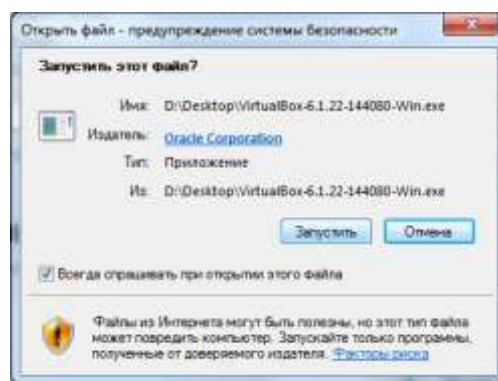 Открыть файл - предупреждение системы безопасности
Запустить этот файл?
Имя: D:\Desktop\VirtualBox-6.1.22-144080-Win.exe
Издатель: Oracle Corporation
Тип: Приложение
Из: D:\Desktop\VirtualBox-6.1.22-144080-Win.exe
Запустить Отмена
Всегда спрашивать при открытии этого файла
Файлы из Интернета могут быть полезны, но этот тип файла
может повредить компьютер. Запускайте только программы,
полученные от доверяемого издателя. Факторы риска